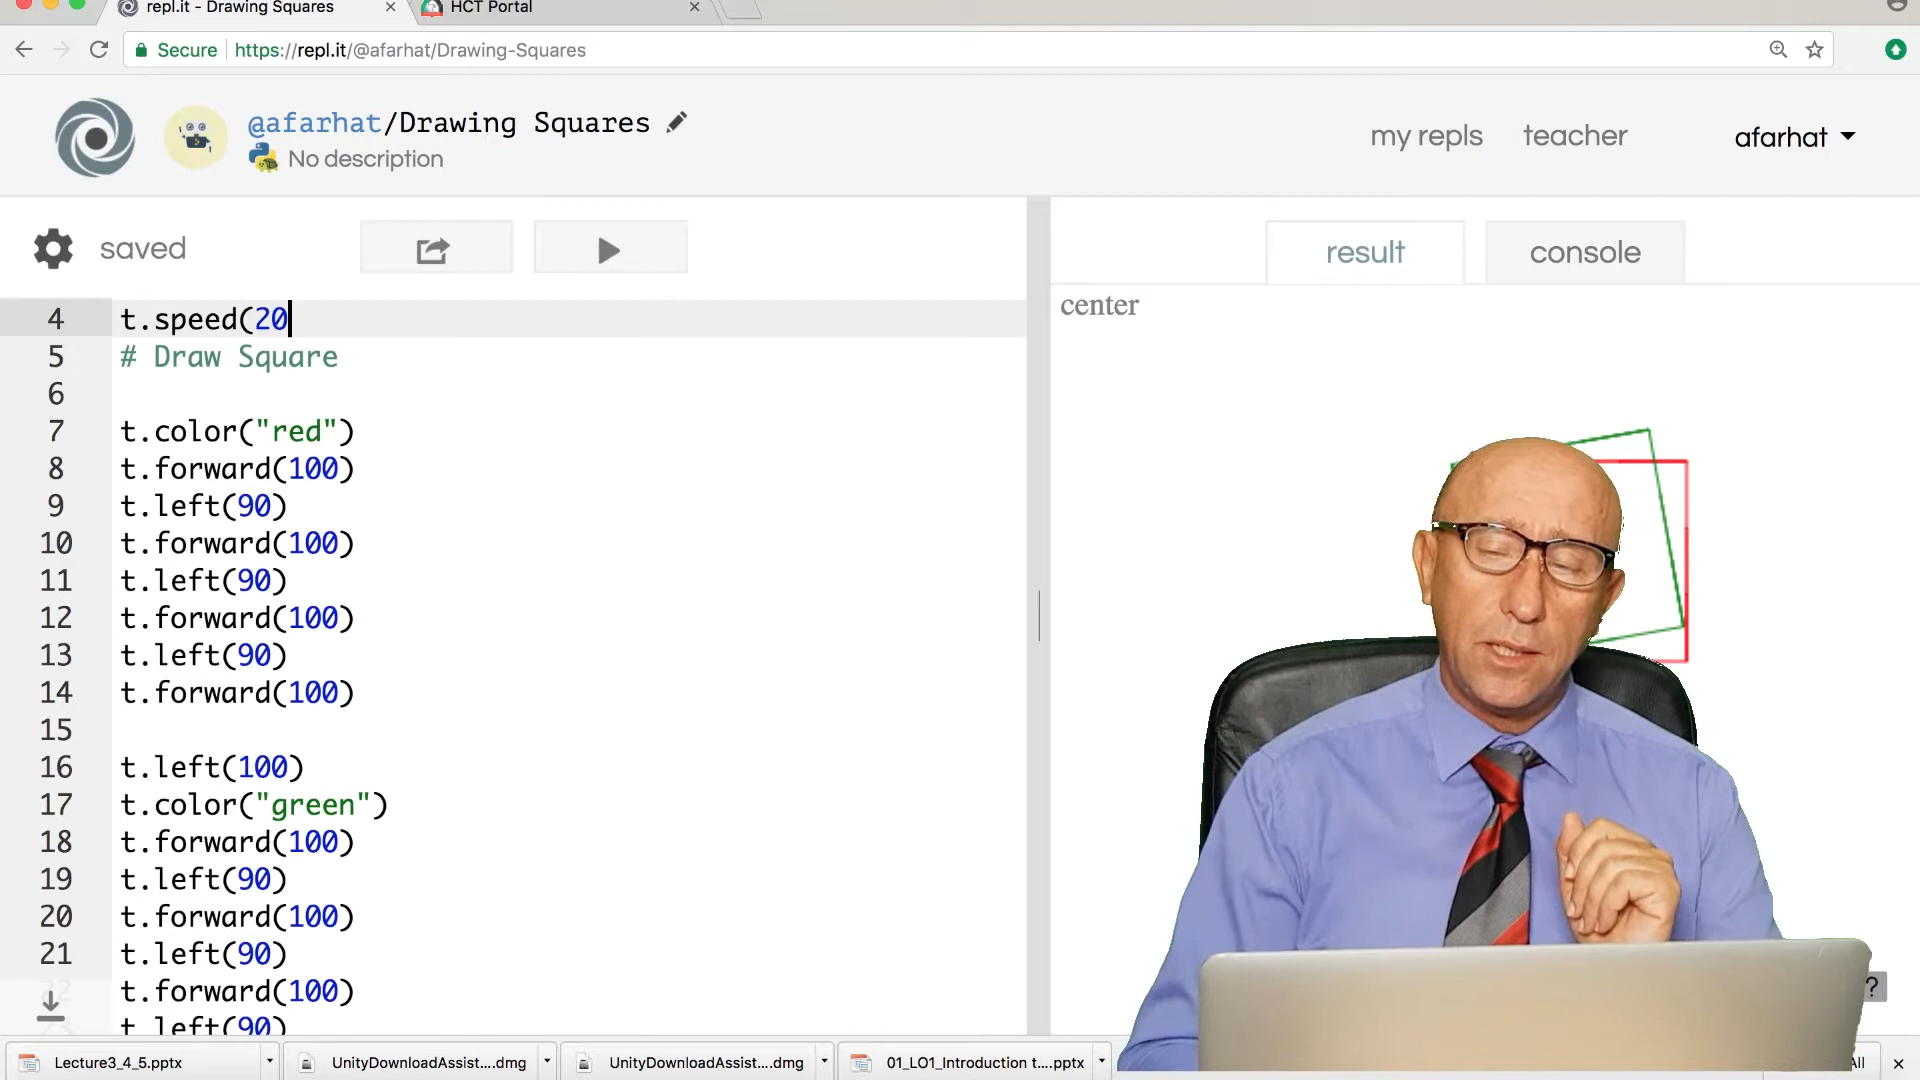 repl.it - Drawing Squares
HCT Portal
Secure https://repl.it/@afarhat/Drawing-Squares
@afarhat/Drawing Squares
No description
my repls teacher afarhat
saved
result console
center
4 t.speed(20
5 # Draw Square
6
7 t.color("red")
8 t.forward(100)
9 t.left(90)
10 t.forward(100)
11 t.left(90)
12 t.forward(100)
13 t.left(90)
14 t.forward(100)
15
16 t.left(100)
17 t.color("green")
18 t.forward(100)
19 t.left(90)
20 t.forward(100)
21 t.left(90)
t.forward(100)
t.left(90)
?
Lecture3_4_5.pptx UnityDownloadAssist....dmg UnityDownloadAssist....dmg 01_LO1_Introduction t....pptx